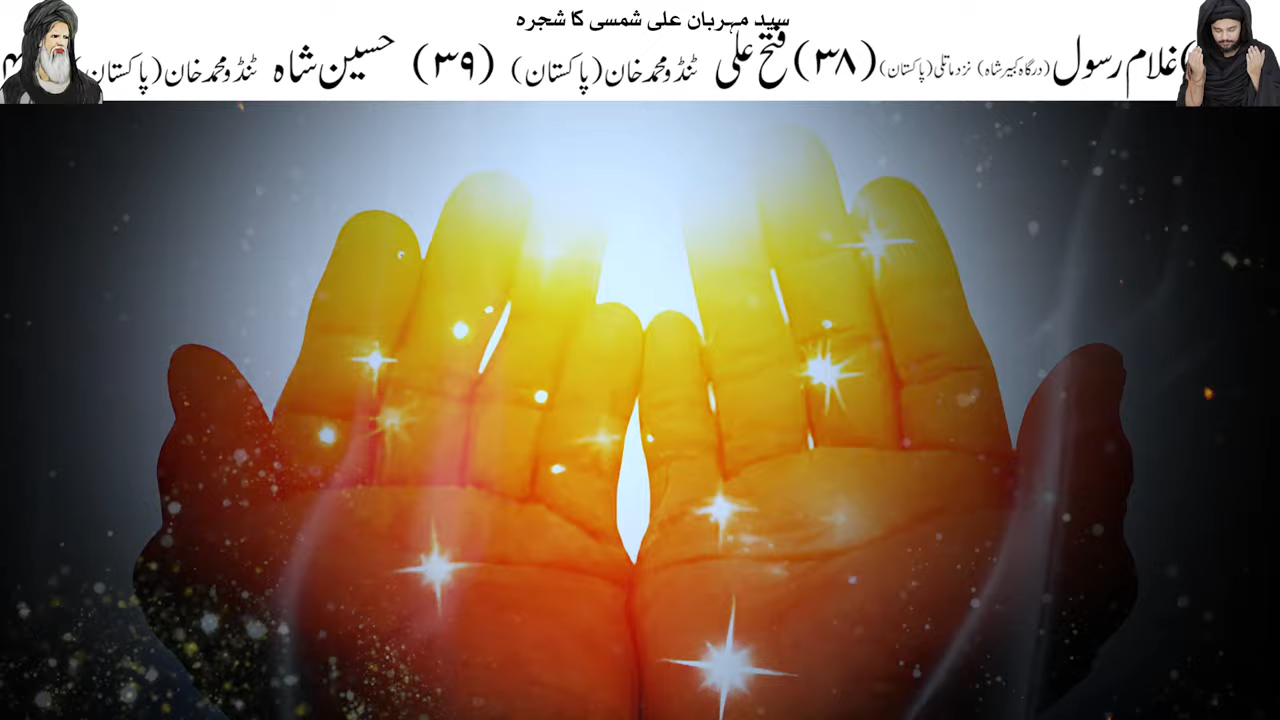 سید مہربان علی شمسی کا شجرہ
غلام رسول (درگاہ کبیر شاہ) نزد ماتلی (پاکستان) (۳۸) فتح علی ٹنڈو محمد خان (پاکستان) (۳۹) حسین شاہ ٹنڈو محمد خان (پاکستان)